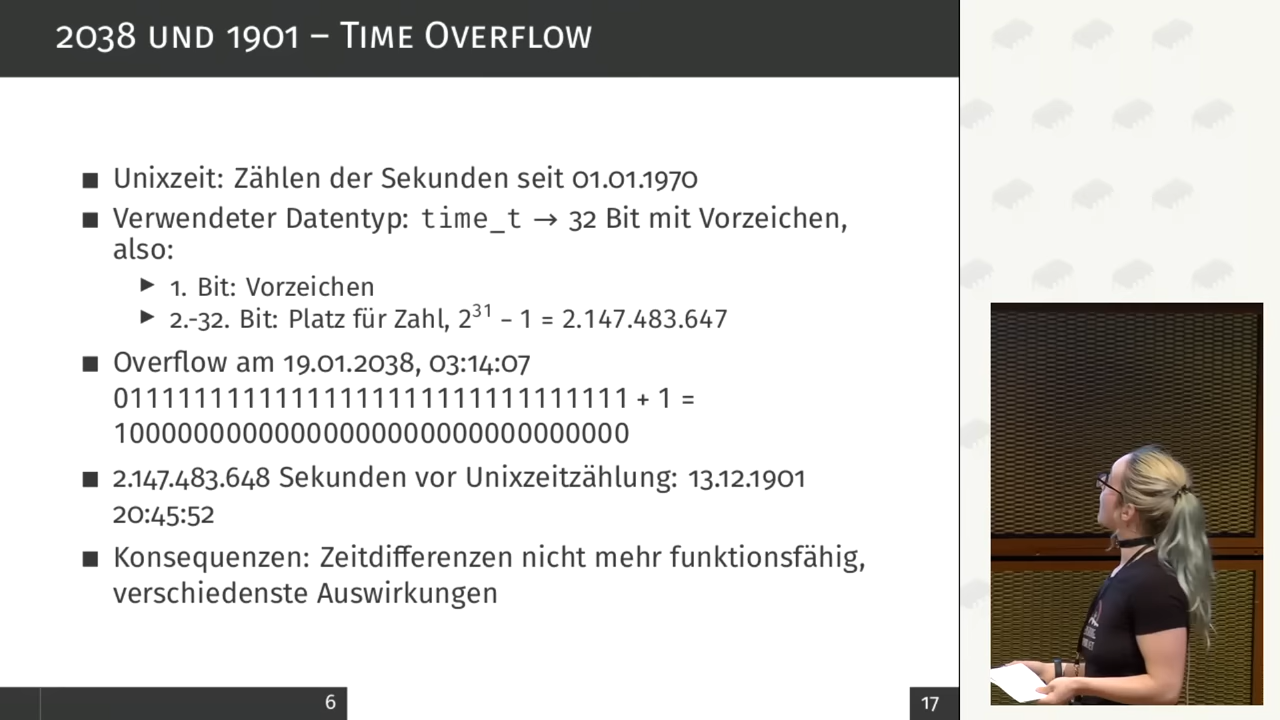 2038 UND 1901 – TIME OVERFLOW
■ Unixzeit: Zählen der Sekunden seit 01.01.1970
■ Verwendeter Datentyp: time_t → 32 Bit mit Vorzeichen,
also:
▶ 1. Bit: Vorzeichen
▶ 2.-32. Bit: Platz für Zahl, 2³¹ – 1 = 2.147.483.647
■ Overflow am 19.01.2038, 03:14:07
01111111111111111111111111111111 + 1 =
10000000000000000000000000000000
■ 2.147.483.648 Sekunden vor Unixzeitzählung: 13.12.1901
20:45:52
■ Konsequenzen: Zeitdifferenzen nicht mehr funktionsfähig,
verschiedenste Auswirkungen
6
17